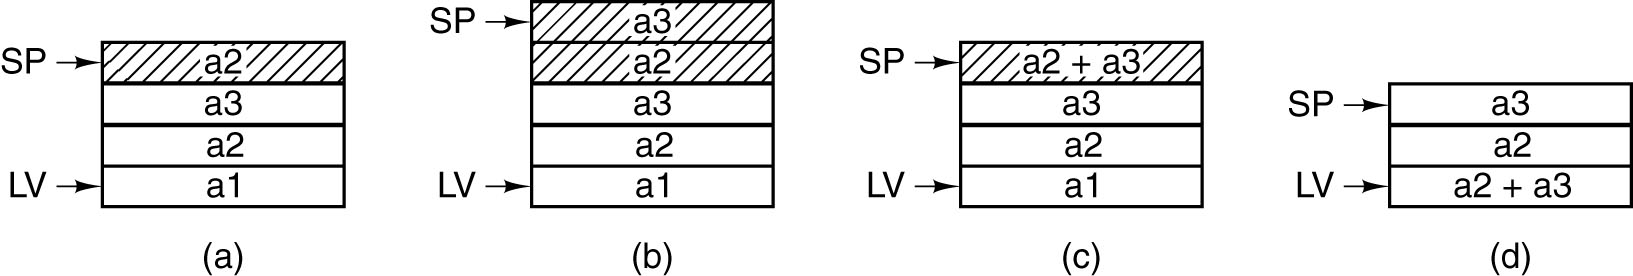 SP a2
a3
a2
LV a1
(a)
SP a3
a2
a3
a2
LV a1
(b)
SP a2 + a3
a3
a2
LV a1
(c)
SP a3
a2
LV a2 + a3
(d)